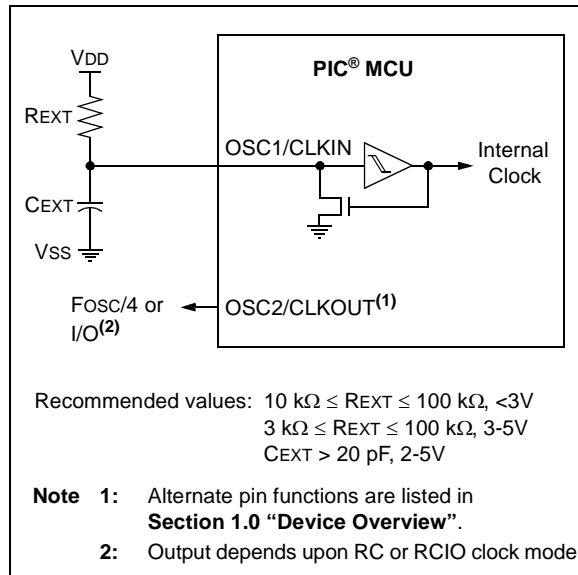 VDD
PIC® MCU
REXT
OSC1/CLKIN
Internal
Clock
CEXT
VSS
FOSC/4 or
I/O(2)
OSC2/CLKOUT(1)
Recommended values: 10 kΩ ≤ REXT ≤ 100 kΩ, <3V
3 kΩ ≤ REXT ≤ 100 kΩ, 3-5V
CEXT > 20 pF, 2-5V
Note 1: Alternate pin functions are listed in
Section 1.0 “Device Overview”.
2: Output depends upon RC or RCIO clock mode